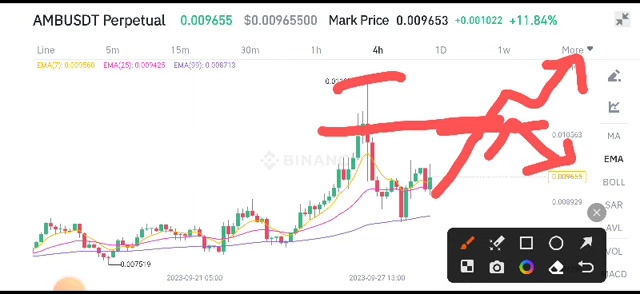 AMBUSDT Perpetual 0.009655 $0.00965500 Mark Price 0.009653 +0.001022 +11.84%
Line 5m 15m 30m 1h 4h 1D 1w More
EMA(7): 0.009560 EMA(25): 0.009425 EMA(99): 0.008713
0.010563
MA
BINAN
EMA
0.009655
BOLL
0.008929
SAR
AVL
VOL
MACD
0.007519
2023-09-21 05:00 2023-09-27 13:00